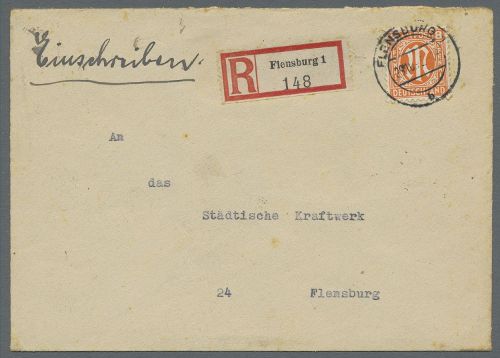 Einschreiben.
R
Flensburg 1
148
FLENSBURG
DEUTSCHLAND
An
das
Städtische Kraftwerk
24 Flensburg